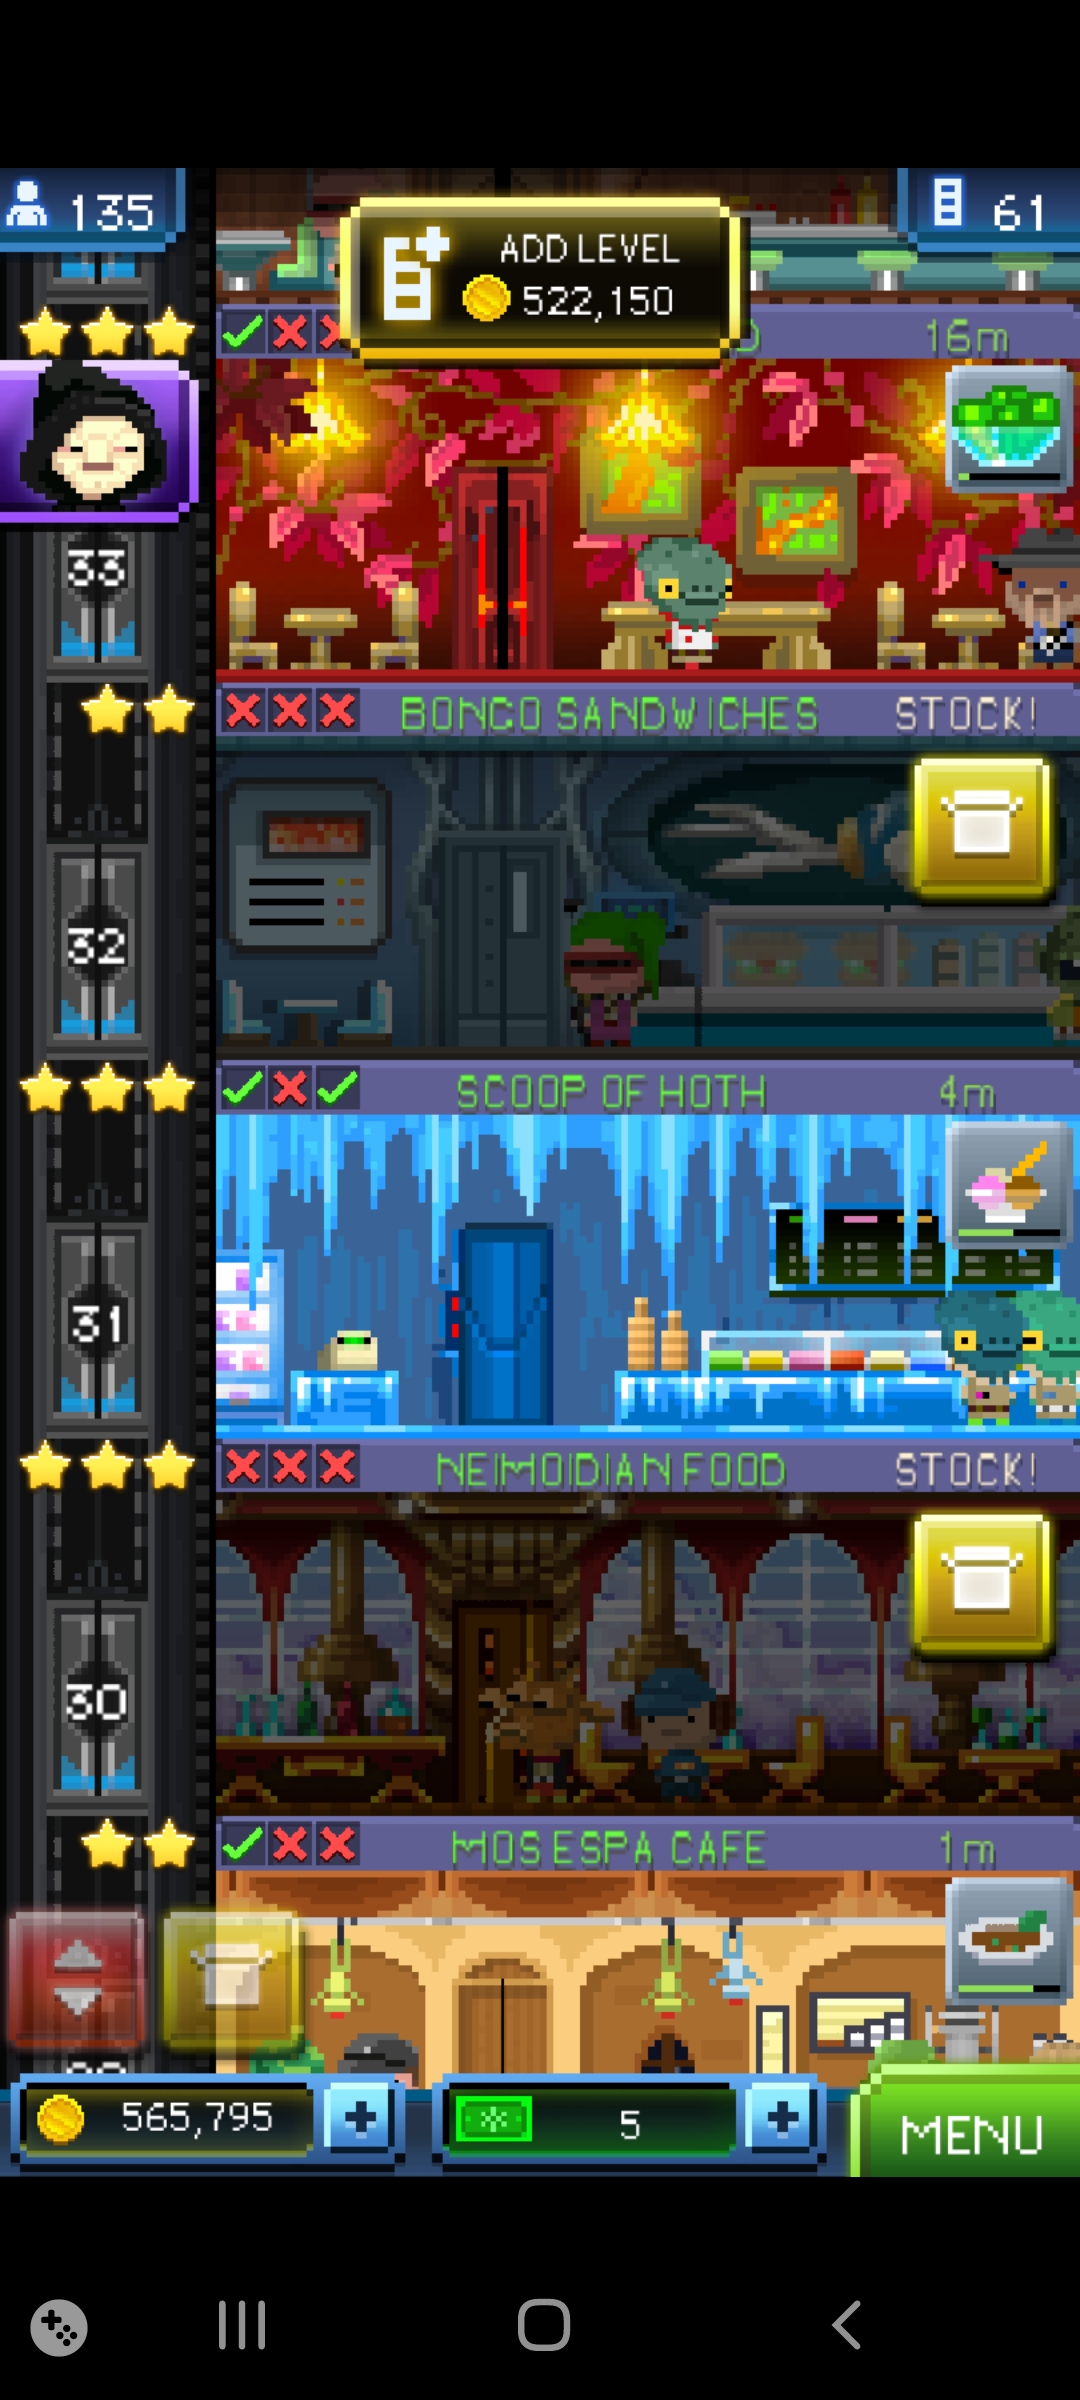 135
ADD LEVEL
522,150
61
16m
33
BONGO SANDWICHES
STOCK!
32
SCOOP OF HOTH
4m
31
NEIMOIDIAN FOOD
STOCK!
30
MOS ESPA CAFE
1m
565,795
5
MENU